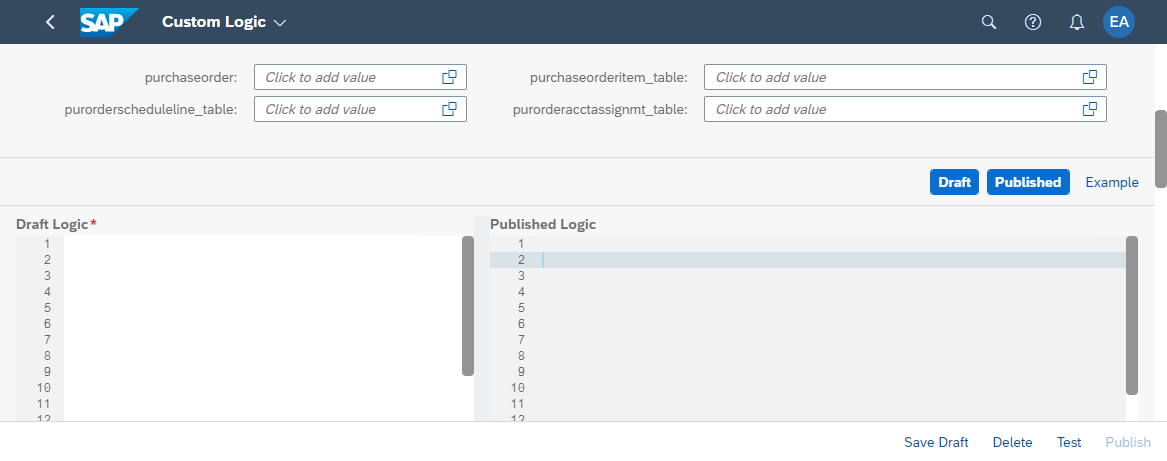 SAP Custom Logic EA
purchaseorder: Click to add value purchaseorderitem_table: Click to add value
purorderscheduleline_table: Click to add value purorderacctassignmt_table: Click to add value
Draft Published Example
Draft Logic* Published Logic
1 1
2 2
3 3
4 4
5 5
6 6
7 7
8 8
9 9
10 10
11 11
12 12
Save Draft Delete Test Publish